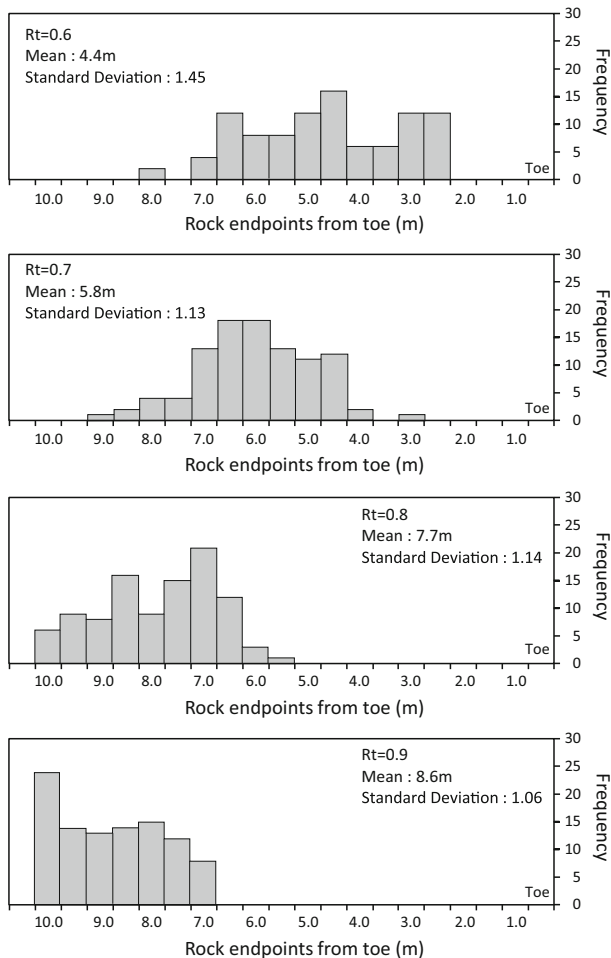 Rt=0.6
Mean : 4.4m
Standard Deviation : 1.45
30
25
20
15
10
5
0
Frequency
Toe
10.0 9.0 8.0 7.0 6.0 5.0 4.0 3.0 2.0 1.0
Rock endpoints from toe (m)
Rt=0.7
Mean : 5.8m
Standard Deviation : 1.13
30
25
20
15
10
5
0
Frequency
Toe
10.0 9.0 8.0 7.0 6.0 5.0 4.0 3.0 2.0 1.0
Rock endpoints from toe (m)
Rt=0.8
Mean : 7.7m
Standard Deviation : 1.14
30
25
20
15
10
5
0
Frequency
Toe
10.0 9.0 8.0 7.0 6.0 5.0 4.0 3.0 2.0 1.0
Rock endpoints from toe (m)
Rt=0.9
Mean : 8.6m
Standard Deviation : 1.06
30
25
20
15
10
5
0
Frequency
Toe
10.0 9.0 8.0 7.0 6.0 5.0 4.0 3.0 2.0 1.0
Rock endpoints from toe (m)